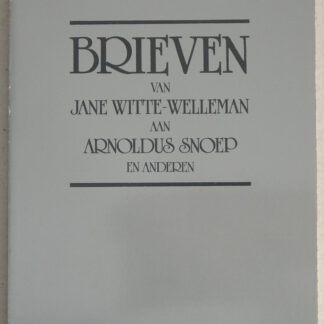 BRIEVEN
VAN
JANE WITTE-WELLEMAN
AAN
ARNOLDUS SNOEP
EN ANDEREN